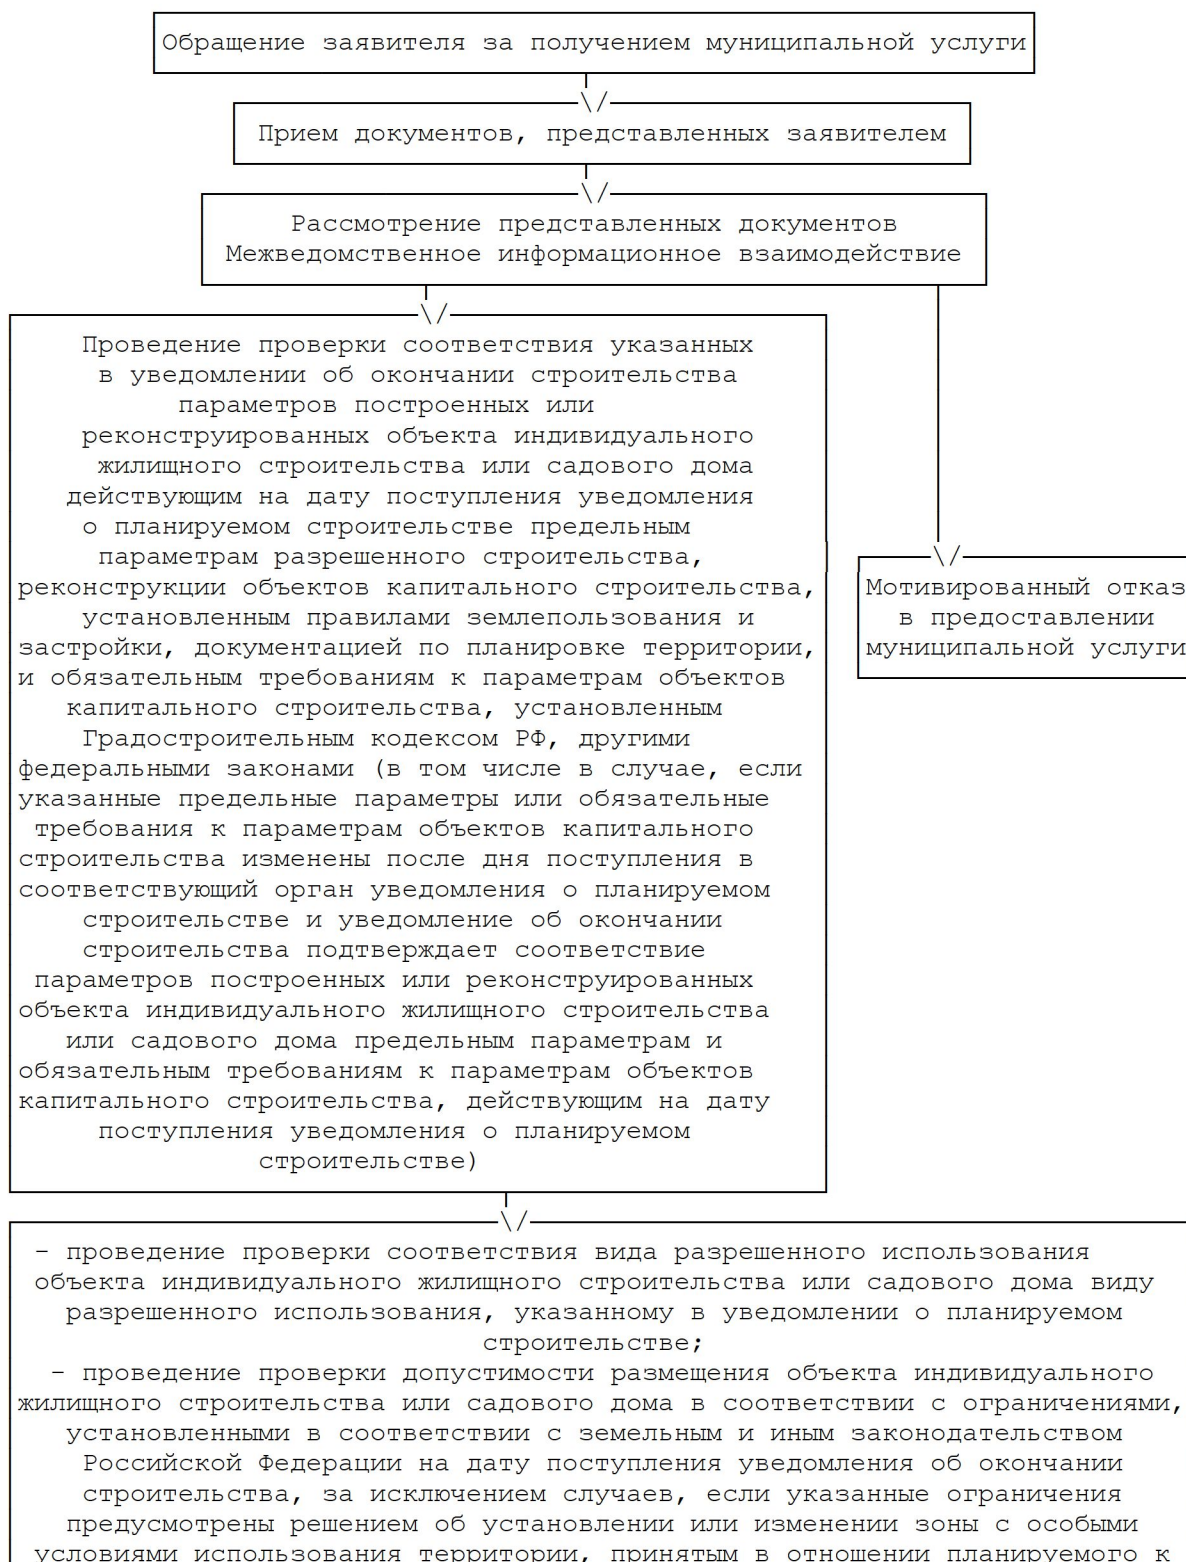 Обращение заявителя за получением муниципальной услуги
Прием документов, представленных заявителем
Рассмотрение представленных документов
Межведомственное информационное взаимодействие
Проведение проверки соответствия указанных
в уведомлении об окончании строительства
параметров построенных или
реконструированных объекта индивидуального
жилищного строительства или садового дома
действующим на дату поступления уведомления
о планируемом строительстве предельным
параметрам разрешенного строительства,
реконструкции объектов капитального строительства,
установленным правилами землепользования и
застройки, документацией по планировке территории,
и обязательным требованиям к параметрам объектов
капитального строительства, установленным
Градостроительным кодексом РФ, другими
федеральными законами (в том числе в случае, если
указанные предельные параметры или обязательные
требования к параметрам объектов капитального
строительства изменены после дня поступления в
соответствующий орган уведомления о планируемом
строительстве и уведомление об окончании
строительства подтверждает соответствие
параметров построенных или реконструированных
объекта индивидуального жилищного строительства
или садового дома предельным параметрам и
обязательным требованиям к параметрам объектов
капитального строительства, действующим на дату
поступления уведомления о планируемом
строительстве)
Мотивированный отказ
в предоставлении
муниципальной услуги
- проведение проверки соответствия вида разрешенного использования
объекта индивидуального жилищного строительства или садового дома виду
разрешенного использования, указанному в уведомлении о планируемом
строительстве;
- проведение проверки допустимости размещения объекта индивидуального
жилищного строительства или садового дома в соответствии с ограничениями,
установленными в соответствии с земельным и иным законодательством
Российской Федерации на дату поступления уведомления об окончании
строительства, за исключением случаев, если указанные ограничения
предусмотрены решением об установлении или изменении зоны с особыми
условиями использования территории, принятым в отношении планируемого к